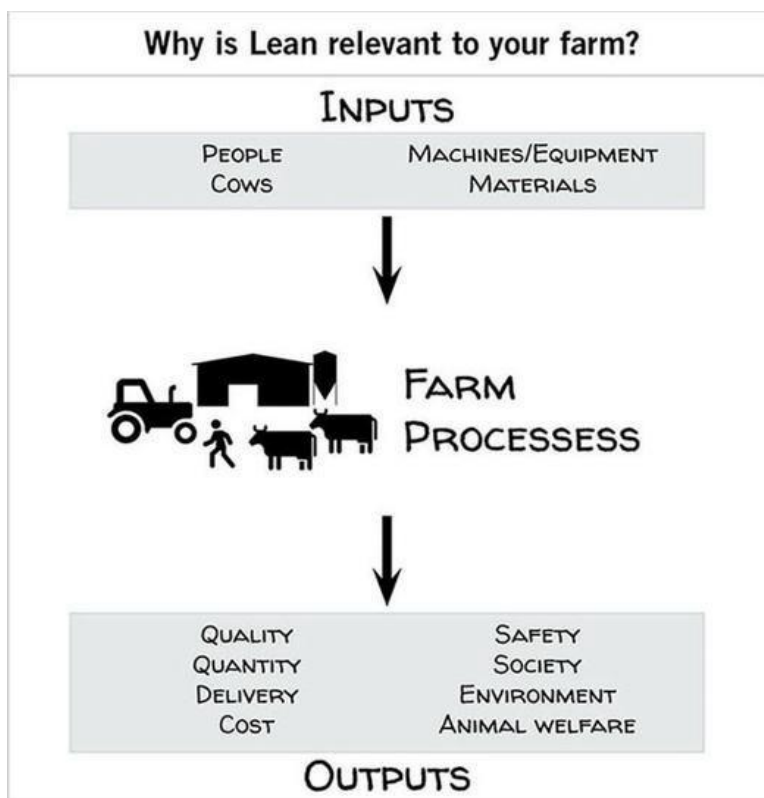 Why is Lean relevant to your farm?
INPUTS
PEOPLE MACHINES/EQUIPMENT
COWS MATERIALS
FARM
PROCESSESS
QUALITY SAFETY
QUANTITY SOCIETY
DELIVERY ENVIRONMENT
COST ANIMAL WELFARE
OUTPUTS